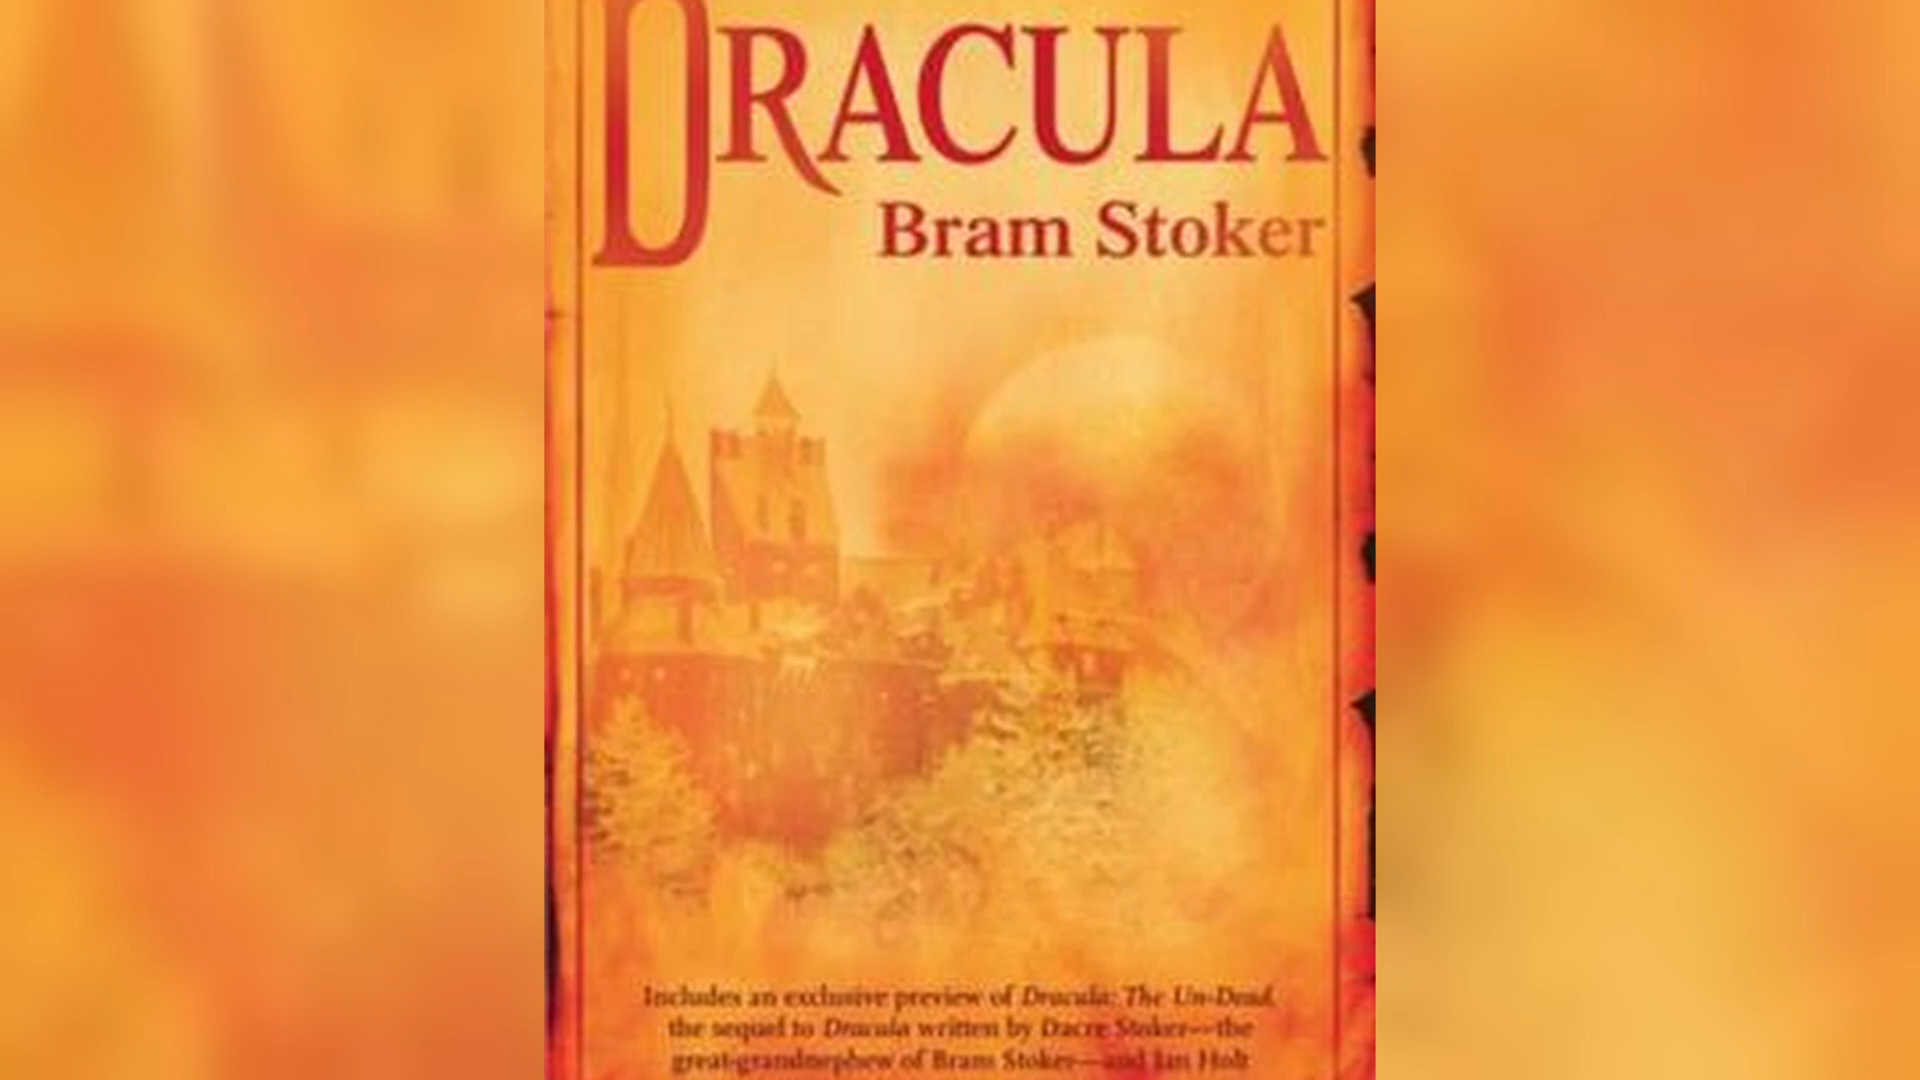 DRACULA
Bram Stoker
Includes an exclusive preview of Dracula: The Un-Dead,
the sequel to Dracula written by Dacre Stoker—the
great-grandnephew of Bram Stoker—and Ian Holt